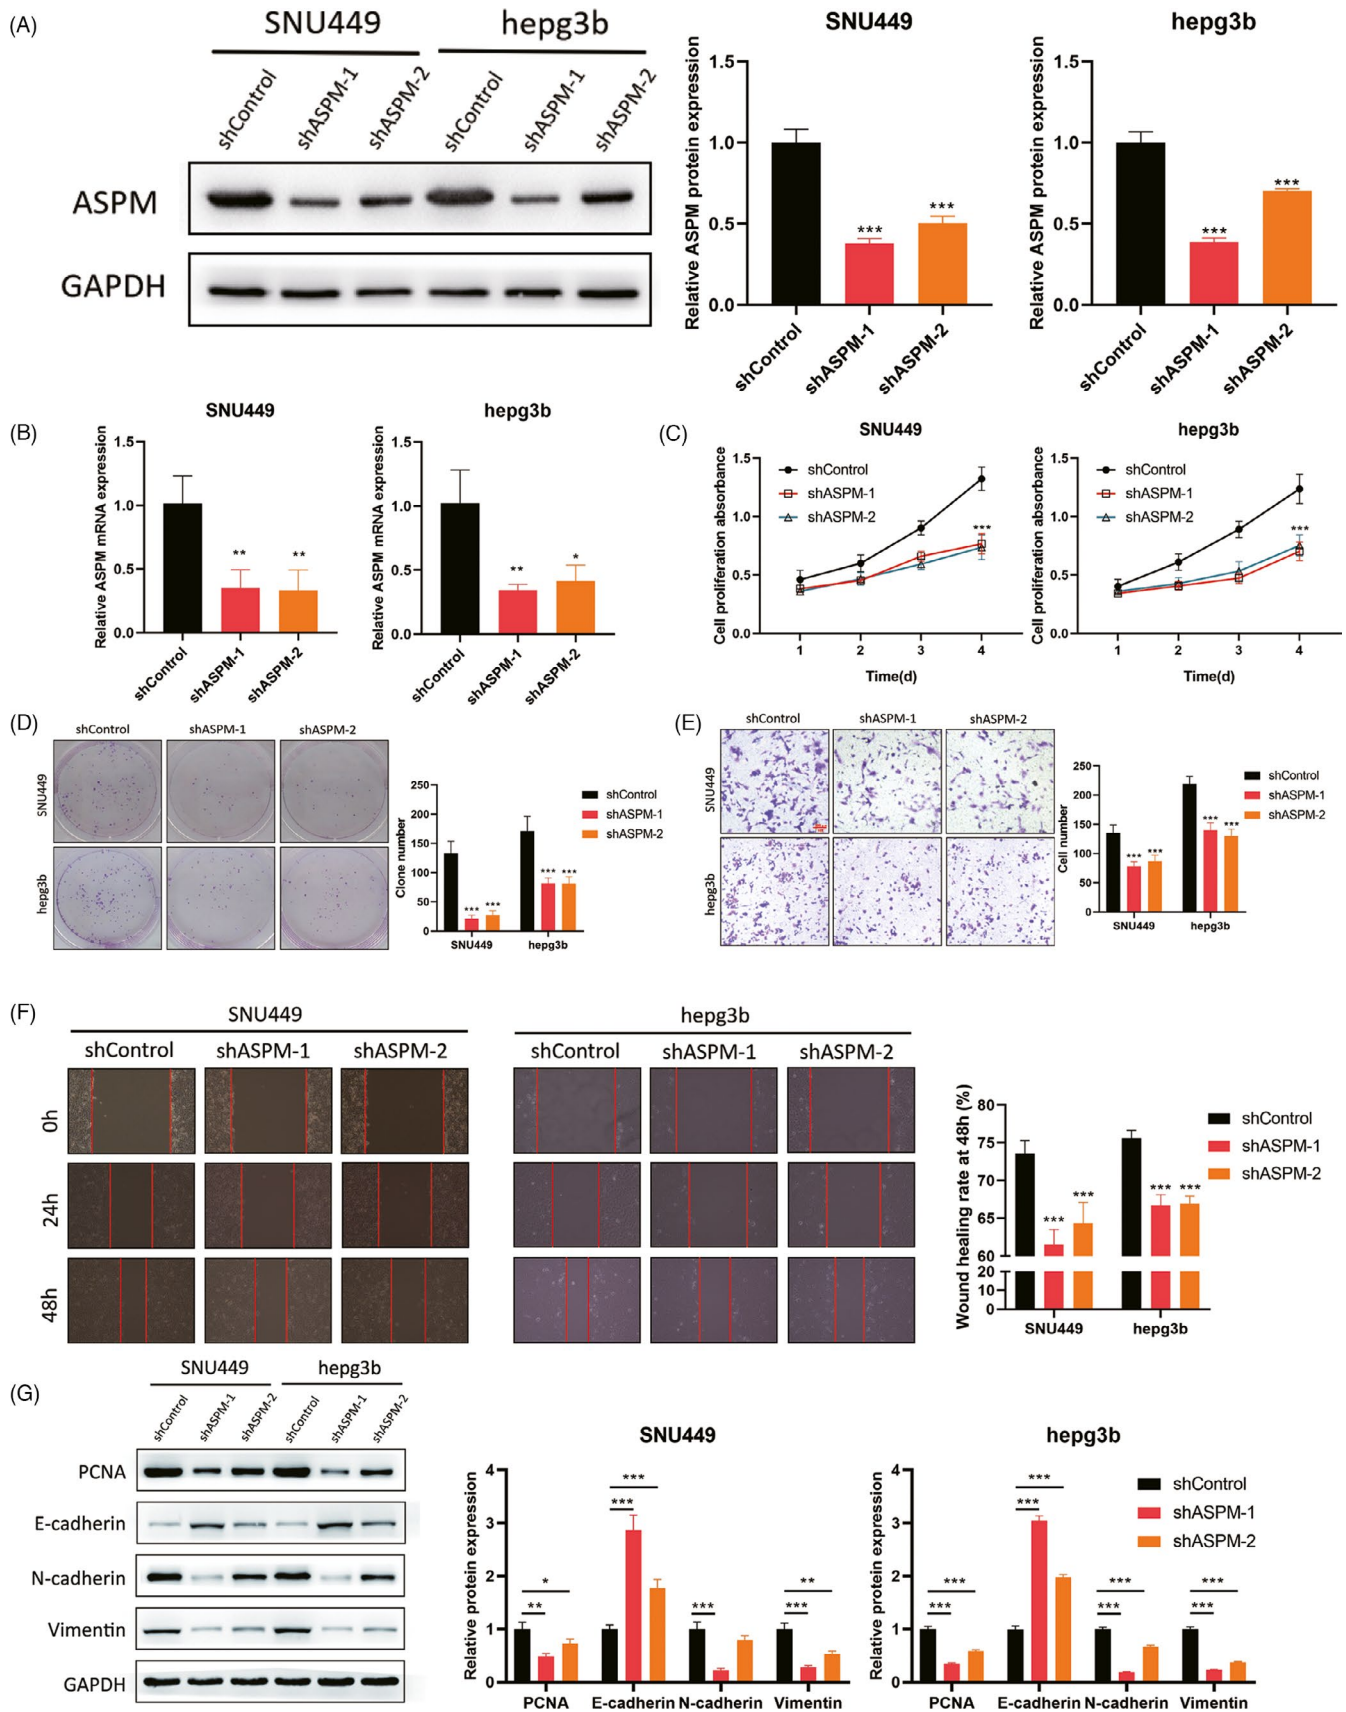 (A)
SNU449 hepg3b
shControl shASPM-1 shASPM-2 shControl shASPM-1 shASPM-2
ASPM
GAPDH
SNU449
Relative ASPM protein expression
1.5
1.0
0.5
0.0
***
***
shControl shASPM-1 shASPM-2
hepg3b
Relative ASPM protein expression
1.5
1.0
0.5
0.0
***
***
shControl shASPM-1 shASPM-2
(B)
SNU449
Relative ASPM mRNA expression
1.5
1.0
0.5
0.0
** **
shControl shASPM-1 shASPM-2
hepg3b
Relative ASPM mRNA expression
1.5
1.0
0.5
0.0
** *
shControl shASPM-1 shASPM-2
(C)
SNU449
Cell proliferation absorbance
1.5
1.0
0.5
0.0
shControl
shASPM-1
shASPM-2
***
1 2 3 4
Time(d)
hepg3b
Cell proliferation absorbance
1.5
1.0
0.5
0.0
shControl
shASPM-1
shASPM-2
***
1 2 3 4
Time(d)
(D)
shControl shASPM-1 shASPM-2
SNU449
hepg3b
Clone number
250
200
150
100
50
0
*** *** *** ***
SNU449 hepg3b
shControl
shASPM-1
shASPM-2
(E)
shControl shASPM-1 shASPM-2
SNU449
hepg3b
Cell number
250
200
150
100
50
0
*** *** *** ***
SNU449 hepg3b
shControl
shASPM-1
shASPM-2
(F)
SNU449
shControl shASPM-1 shASPM-2
hepg3b
shControl shASPM-1 shASPM-2
0h
24h
48h
Wound healing rate at 48h (%)
80
75
70
65
60
20
10
0
*** *** *** ***
SNU449 hepg3b
shControl
shASPM-1
shASPM-2
(G)
SNU449 hepg3b
shControl shASPM-1 shASPM-2 shControl shASPM-1 shASPM-2
PCNA
E-cadherin
N-cadherin
Vimentin
GAPDH
SNU449
Relative protein expression
4
3
2
1
0
* ** *** *** *** ** ***
PCNA E-cadherin N-cadherin Vimentin
hepg3b
Relative protein expression
4
3
2
1
0
*** *** *** *** *** *** *** ***
PCNA E-cadherin N-cadherin Vimentin
shControl
shASPM-1
shASPM-2